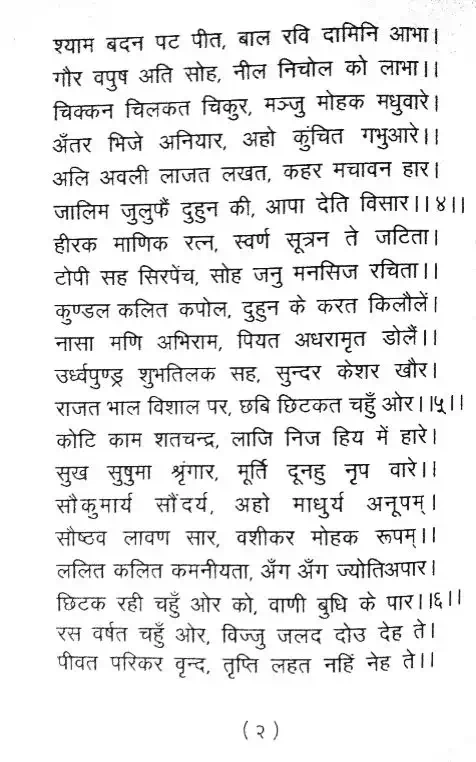 श्याम बदन पट पीत, बाल रवि दामिनि आभा।
गौर वपुष अति सोह, नील निचोल को लाभा।।
चिक्कन चिलकत चिकुर, मञ्जु मोहक मधुवारे।
अँतर भिजे अनियार, अहो कुंचित गभुआरे।।
अलि अवली लाजत लखत, कहर मचावन हार।
जालिम जुलुफैं दुहुन की, आपा देति विसार।।४।।
हीरक माणिक रत्न, स्वर्ण सूत्रन ते जटिता।
टोपी सह सिरपेंच, सोह जनु मनसिज रचिता।।
कुण्डल कलित कपोल, दुहुन के करत किलौलें।
नासा मणि अभिराम, पियत अधरामृत डोलैं।।
उर्ध्वपुण्ड्र शुभतिलक सह, सुन्दर केशर खौर।
राजत भाल विशाल पर, छबि छिटकत चहुँ ओर।।५।।
कोटि काम शतचन्द्र, लाजि निज हिय में हारे।
सुख सुषुमा श्रृंगार, मूर्ति दूनहु नृप वारे।।
सौकुमार्य सौंदर्य, अहो माधुर्य अनूपम्।
सौष्ठव लावण सार, वशीकर मोहक रूपम्।।
ललित कलित कमनीयता, अँग अँग ज्योतिअपार।
छिटक रही चहुँ ओर को, वाणी बुधि के पार।।६।।
रस वर्षत चहुँ ओर, विज्जु जलद दोउ देह ते।
पीवत परिकर वृन्द, तृप्ति लहत नहिं नेह ते।।
(२)